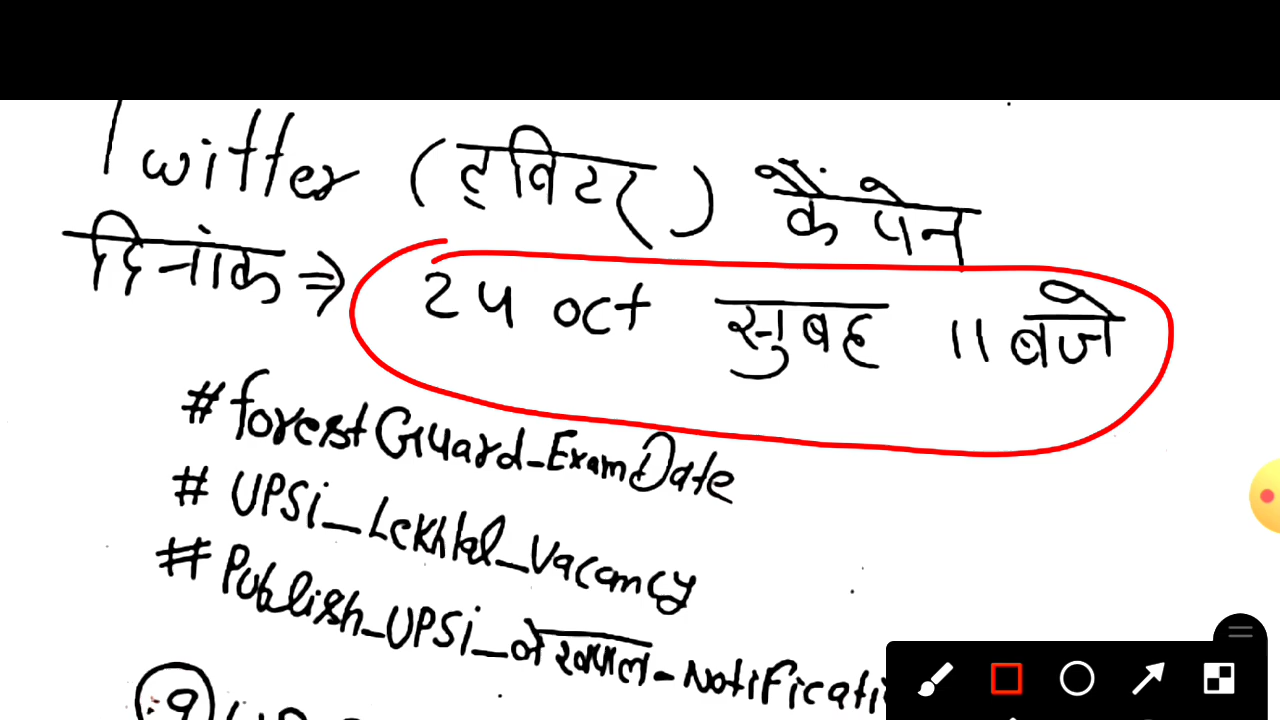 Twitter (ट्विटर) कैंपेन
दिनांक ⇒ 24 oct सुबह 11 बजे
#forestGuard_ExamDate
# UPSi_Lekhpal_Vacancy
# Publish_UPSi_लेखपाल_Notificati